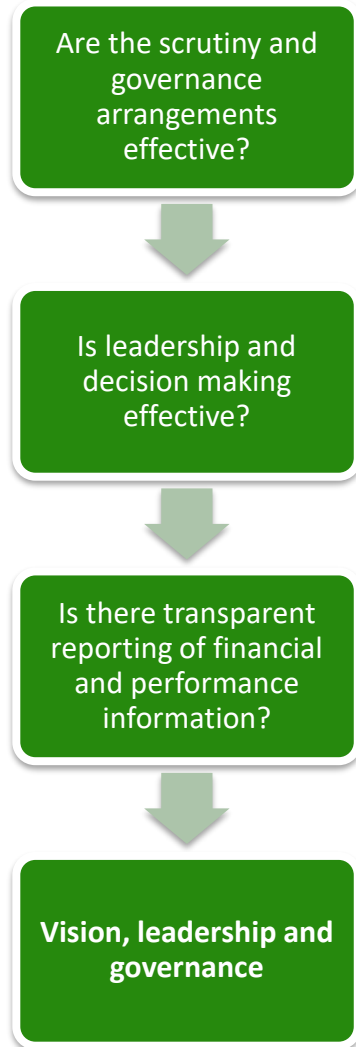 Are the scrutiny and
governance
arrangements
effective?
Is leadership and
decision making
effective?
Is there transparent
reporting of financial
and performance
information?
Vision, leadership and
governance